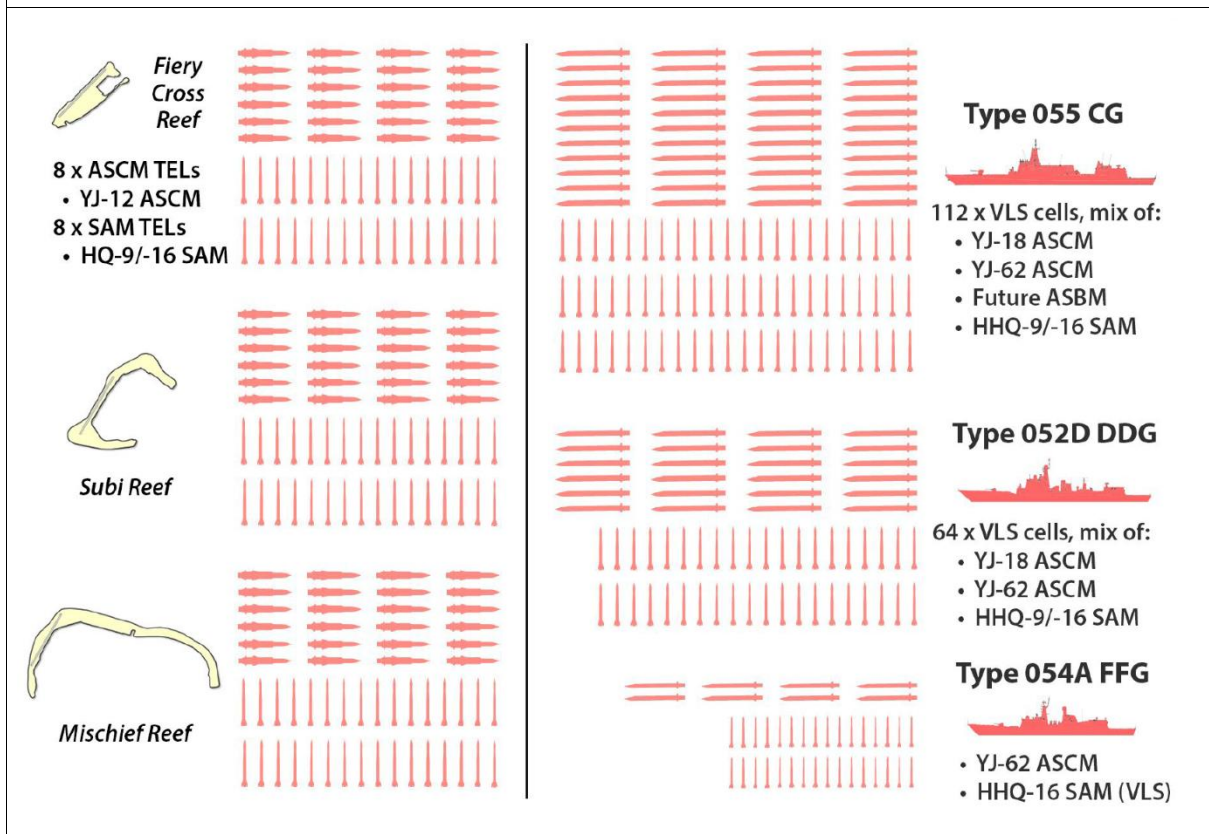 Fiery
Cross
Reef
8 x ASCM TELs
• YJ-12 ASCM
8 x SAM TELs
• HQ-9/-16 SAM
Subi Reef
Mischief Reef
Type 055 CG
112 x VLS cells, mix of:
• YJ-18 ASCM
• YJ-62 ASCM
• Future ASBM
• HHQ-9/-16 SAM
Type 052D DDG
64 x VLS cells, mix of:
• YJ-18 ASCM
• YJ-62 ASCM
• HHQ-9/-16 SAM
Type 054A FFG
• YJ-62 ASCM
• HHQ-16 SAM (VLS)